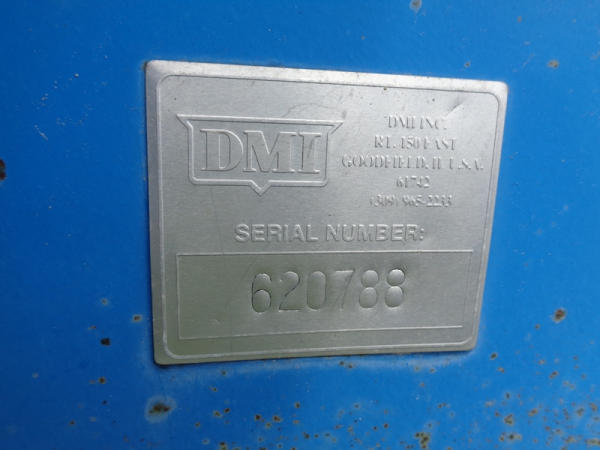 DMI
DMI INC.
RT. 150 EAST
GOODFIELD, IL U.S.A.
61742
(309) 965-2233
SERIAL NUMBER:
620788